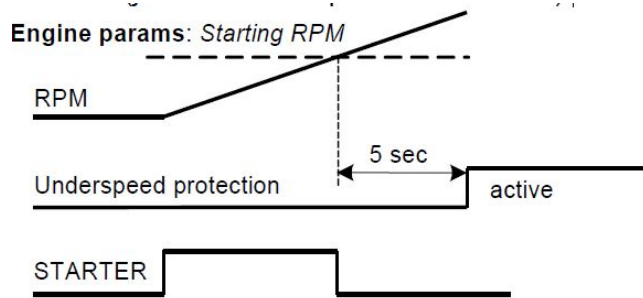 Engine params: Starting RPM
RPM
5 sec
Underspeed protection
active
STARTER